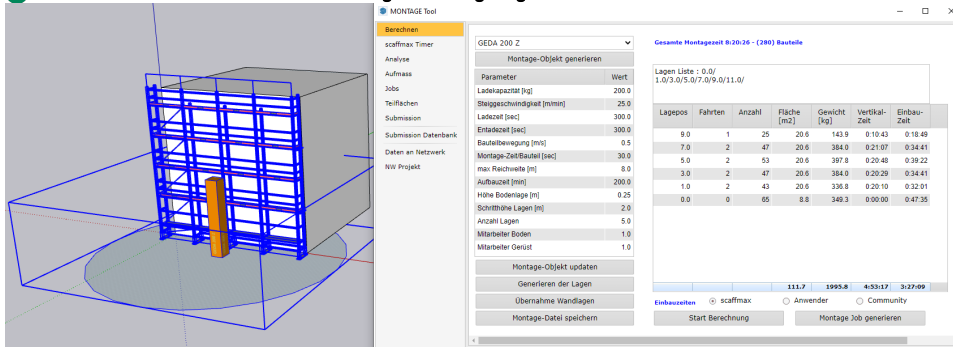 MONTAGE Tool
Berechnen
scaffmax Timer
Analyse
Aufmass
Jobs
Teilflächen
Submission
Submission Datenbank
Daten an Netzwerk
NW Projekt
GEDA 200 Z
Montage-Objekt generieren
Parameter Wert
Ladekapazität [kg] 200.0
Steiggeschwindigkeit [m/min] 25.0
Ladezeit [sec] 300.0
Entadezeit [sec] 300.0
Bauteilbewegung [m/s] 0.5
Montage-Zeit/Bauteil [sec] 30.0
max Reichweite [m] 8.0
Aufbauzeit [min] 200.0
Höhe Bodenlage [m] 0.25
Schritthöhe Lagen [m] 2.0
Anzahl Lagen 5.0
Mitarbeiter Boden 1.0
Mitarbeiter Gerüst 1.0
Montage-Objekt updaten
Generieren der Lagen
Übernahme Wandlagen
Montage-Datei speichern
Gesamte Montagezeit 8:20:26 - (280) Bauteile
Lagen Liste : 0.0/
1.0/3.0/5.0/7.0/9.0/11.0/
Lagepos Fahrten Anzahl Fläche [m2] Gewicht [kg] Vertikal-Zeit Einbau-Zeit
9.0 1 25 20.6 143.9 0:10:43 0:18:49
7.0 2 47 20.6 384.0 0:21:07 0:34:41
5.0 2 53 20.6 397.8 0:20:48 0:39:22
3.0 2 47 20.6 384.0 0:20:29 0:34:41
1.0 2 43 20.6 336.8 0:20:10 0:32:01
0.0 0 65 8.8 349.3 0:00:00 0:47:35
111.7 1995.8 4:53:17 3:27:09
Einbauzeiten scaffmax Anwender Community
Start Berechnung Montage Job generieren